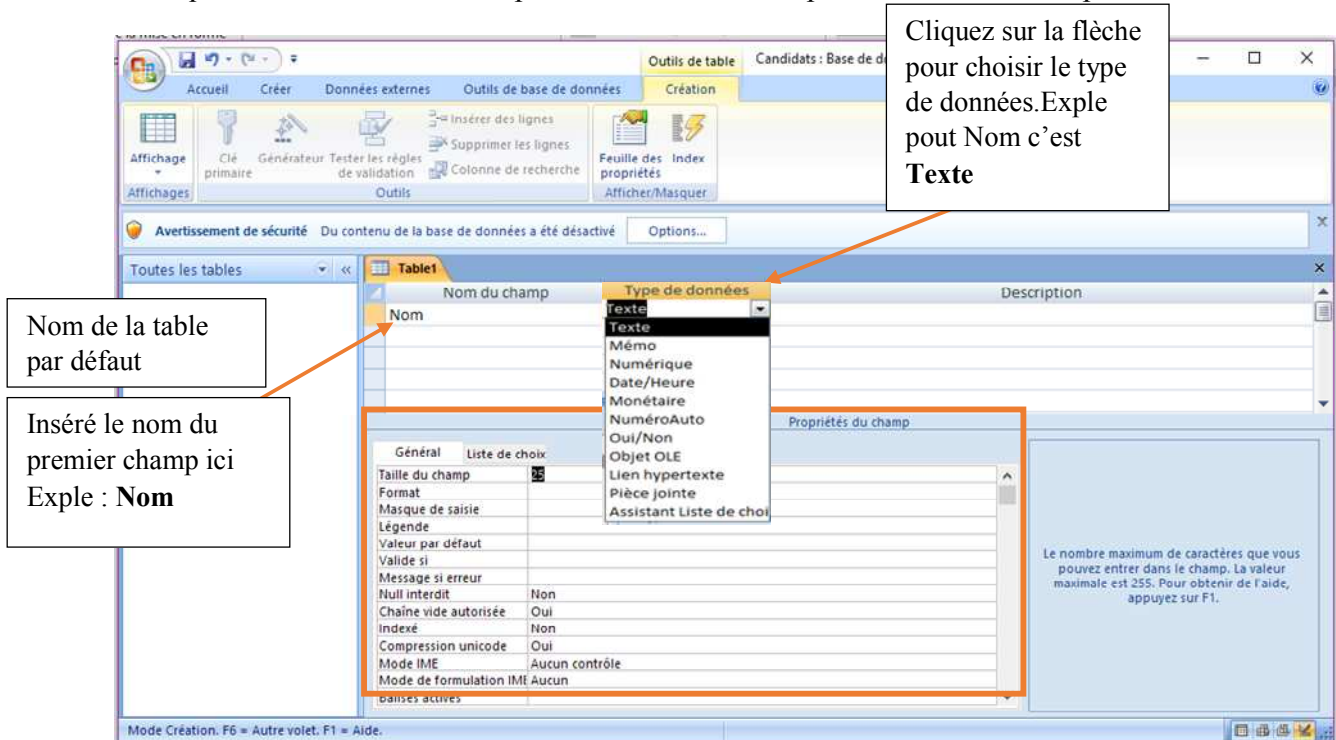 Cliquez sur la flèche
pour choisir le type
de données.Exple
pout Nom c’est
Texte
Outils de table Candidats : Base de d
Accueil Créer Données externes Outils de base de données Création
Affichage
Clé primaire
Générateur
Tester les règles de validation
Insérer des lignes
Supprimer les lignes
Colonne de recherche
Feuille des propriétés
Index
Affichages Outils Afficher/Masquer
Avertissement de sécurité Du contenu de la base de données a été désactivé Options...
Toutes les tables « Table1
Nom du champ Type de données Description
Nom Texte
Texte
Mémo
Numérique
Date/Heure
Monétaire
NuméroAuto
Oui/Non
Objet OLE
Lien hypertexte
Pièce jointe
Assistant Liste de choi
Nom de la table
par défaut
Inséré le nom du
premier champ ici
Exple : Nom
Propriétés du champ
Général Liste de choix
Taille du champ 25
Format
Masque de saisie
Légende
Valeur par défaut
Valide si
Message si erreur
Null interdit Non
Chaîne vide autorisée Oui
Indexé Non
Compression unicode Oui
Mode IME Aucun contrôle
Mode de formulation IME Aucun
Balises actives
Le nombre maximum de caractères que vous
pouvez entrer dans le champ. La valeur
maximale est 255. Pour obtenir de l'aide,
appuyez sur F1.
Mode Création. F6 = Autre volet. F1 = Aide.